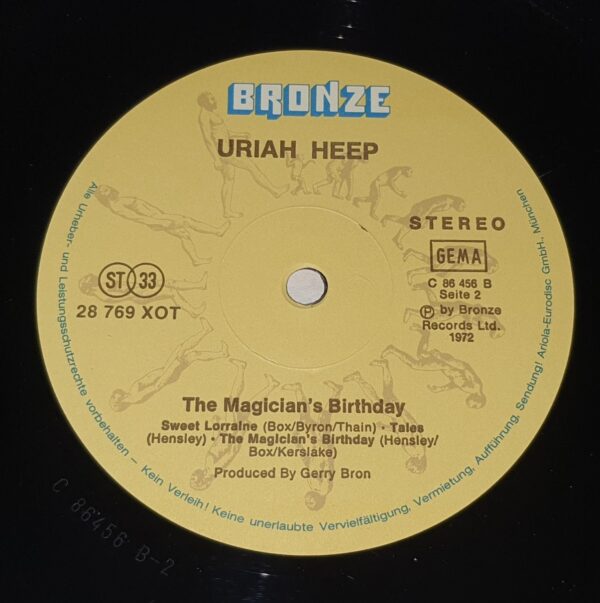 BRONZE
URIAH HEEP
STEREO
GEMA
C 86 456 B
Seite 2
Ⓟ by Bronze
Records Ltd.
1972
ST 33
28 769 XOT
The Magician's Birthday
Sweet Lorraine (Box/Byron/Thain) · Tales
(Hensley) · The Magician's Birthday (Hensley/
Box/Kerslake)
Produced By Gerry Bron
Alle Urheber- und Leistungsschutzrechte vorbehalten – Kein Verleih! Keine unerlaubte Vervielfältigung, Vermietung, Aufführung, Sendung! Ariola-Eurodisc GmbH., München
C 86456 B-2